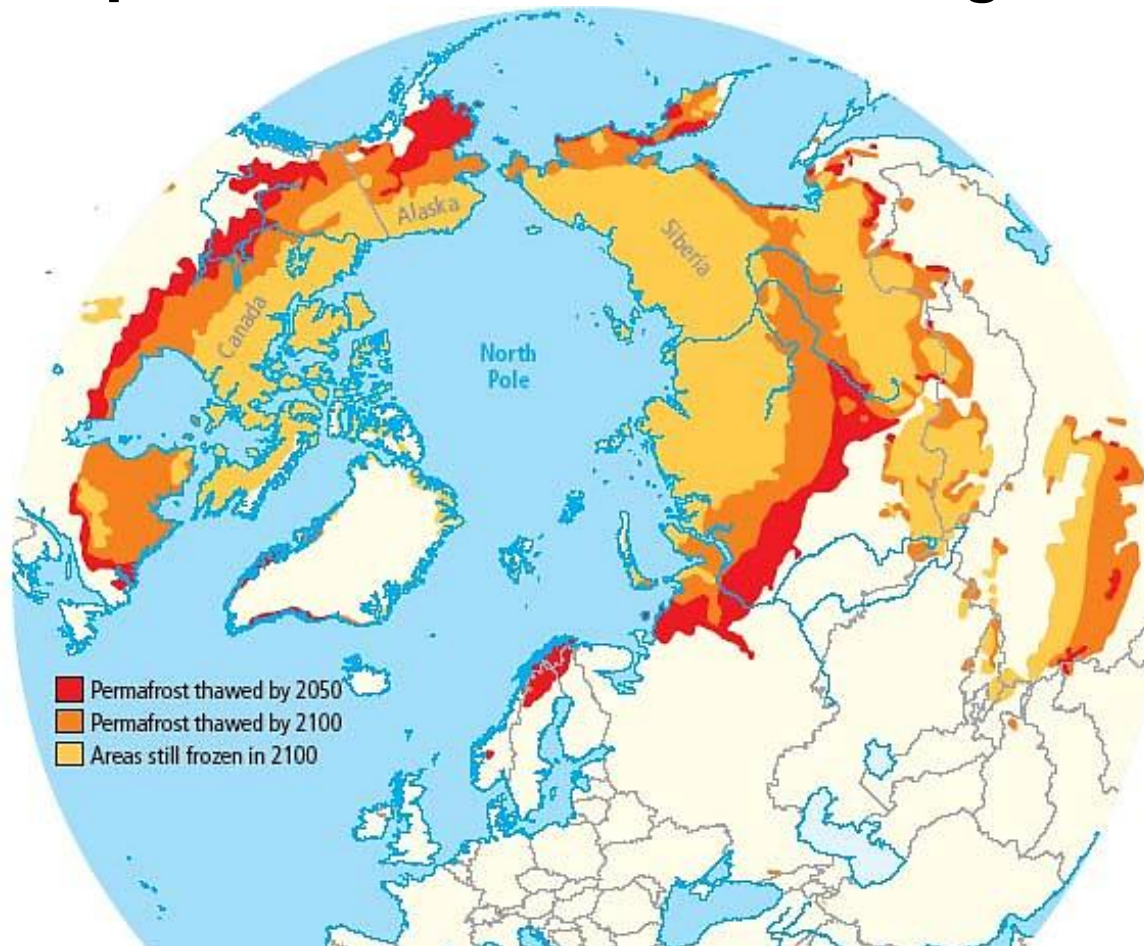 Alaska
Siberia
Canada
North
Pole
Permafrost thawed by 2050
Permafrost thawed by 2100
Areas still frozen in 2100